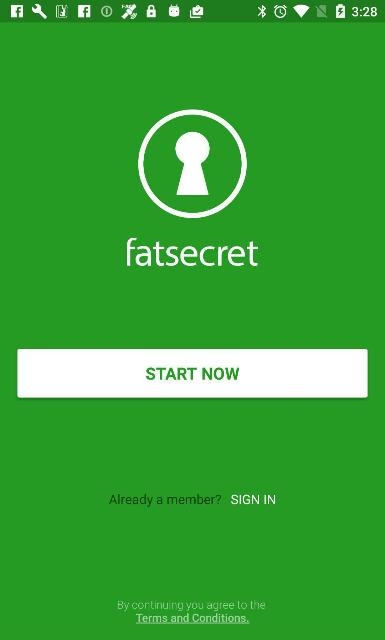 3:28
fatsecret
START NOW
Already a member? SIGN IN
By continuing you agree to the
Terms and Conditions.